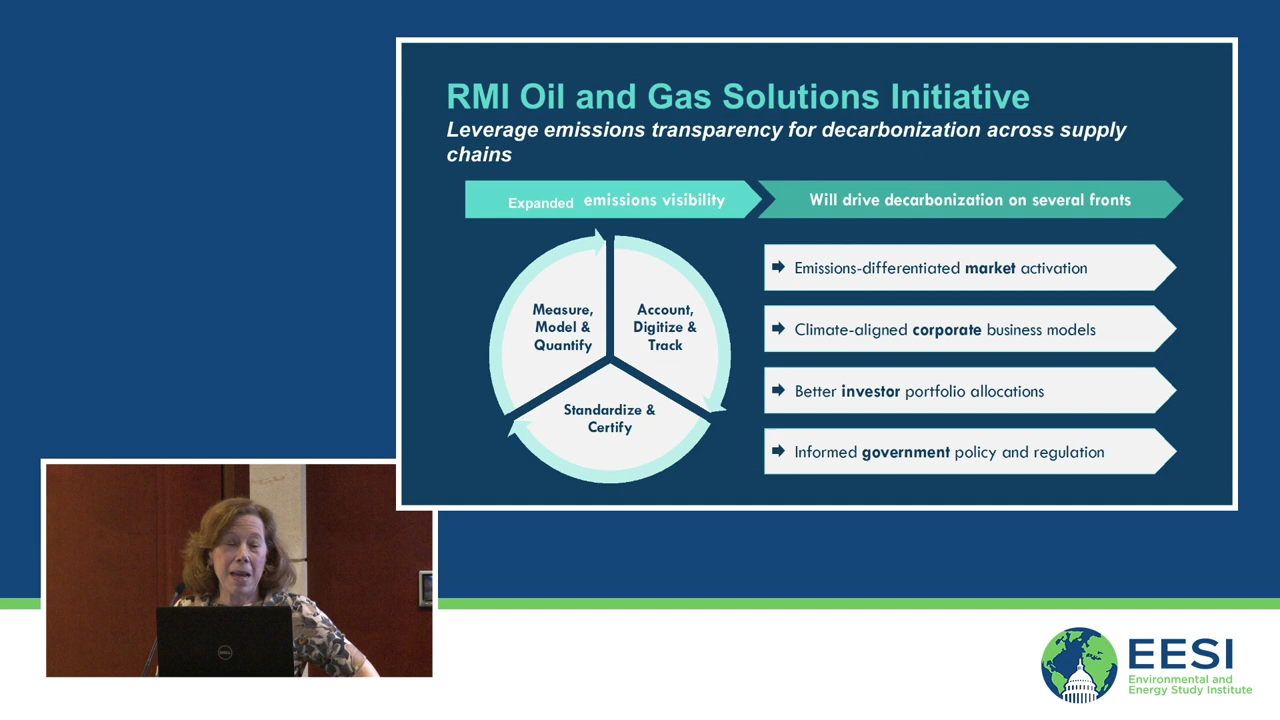 RMI Oil and Gas Solutions Initiative
Leverage emissions transparency for decarbonization across supply
chains
Expanded emissions visibility
Will drive decarbonization on several fronts
Measure,
Model &
Quantify
Account,
Digitize &
Track
Standardize &
Certify
Emissions-differentiated market activation
Climate-aligned corporate business models
Better investor portfolio allocations
Informed government policy and regulation
DELL
EESI
Environmental and
Energy Study Institute